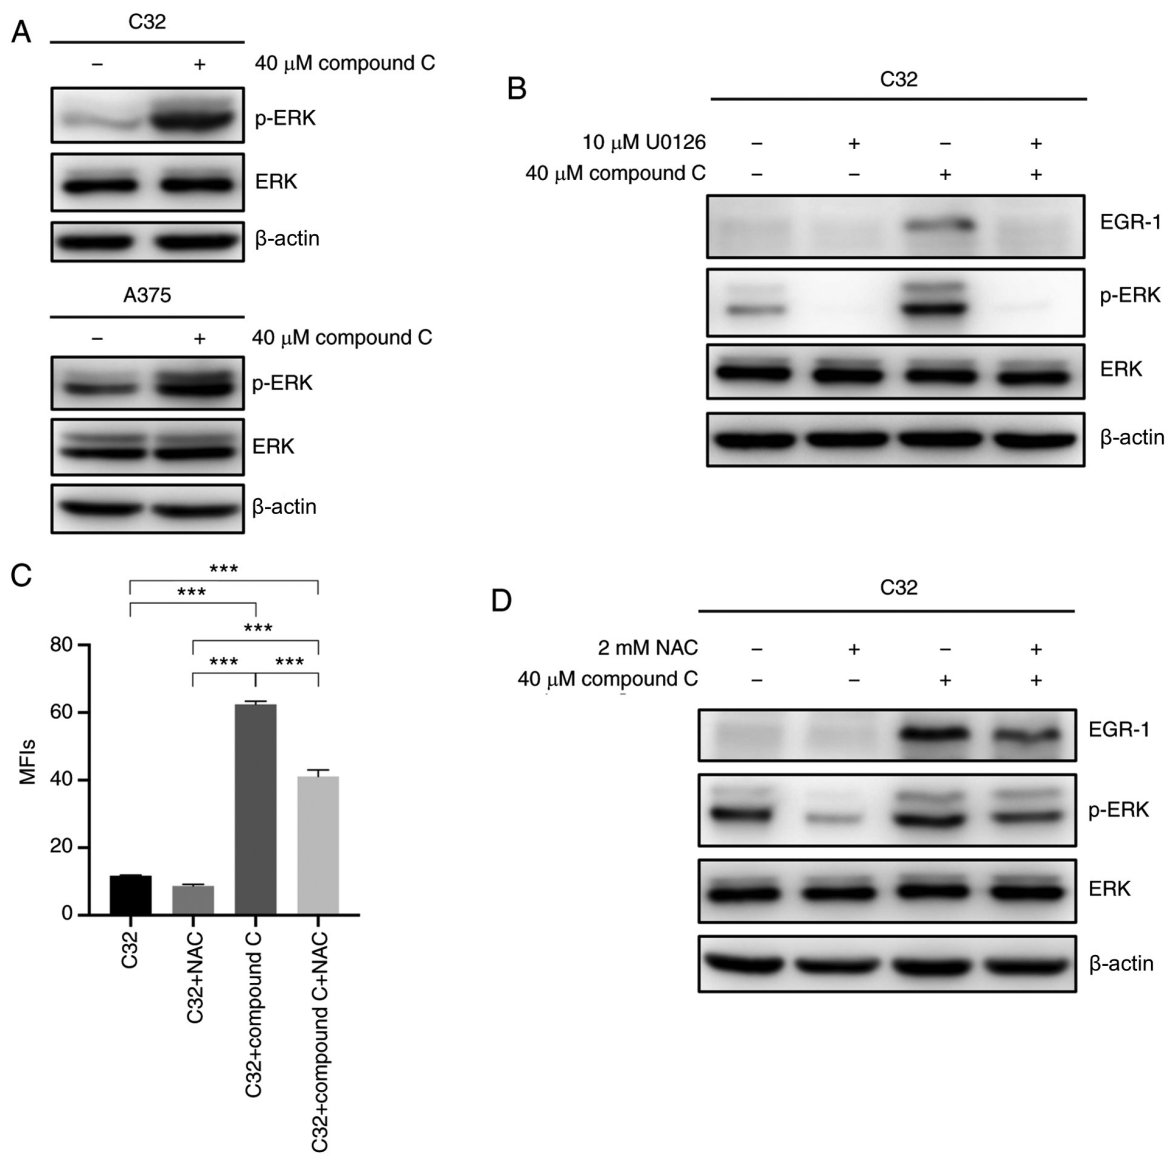 A
C32
− +
40 µM compound C
p-ERK
ERK
β-actin
A375
− +
40 µM compound C
p-ERK
ERK
β-actin
B
C32
10 µM U0126 − + − +
40 µM compound C − − + +
EGR-1
p-ERK
ERK
β-actin
C
***
***
***
*** ***
MFIs
80
60
40
20
0
C32
C32+NAC
C32+compound C
C32+compound C+NAC
D
C32
2 mM NAC − + − +
40 µM compound C − − + +
EGR-1
p-ERK
ERK
β-actin